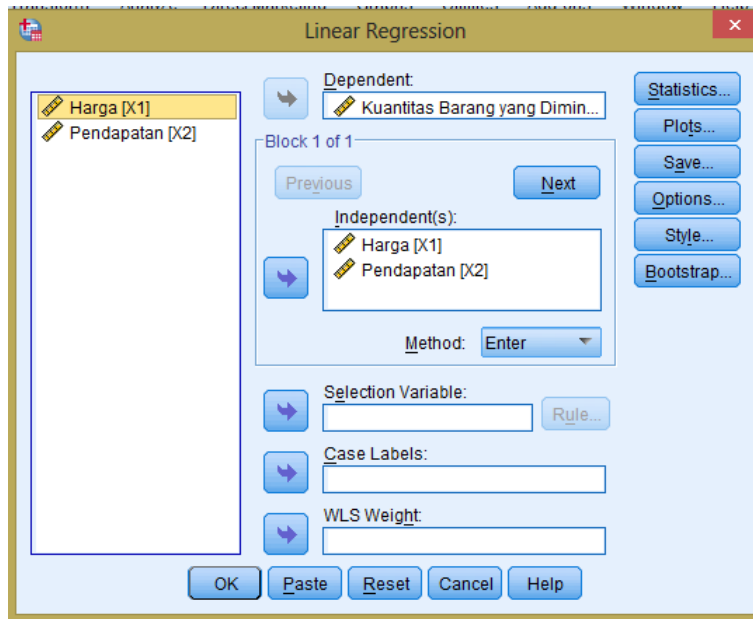 Linear Regression
Harga [X1]
Pendapatan [X2]
Dependent:
Kuantitas Barang yang Dimin...
Block 1 of 1
Previous
Next
Independent(s):
Harga [X1]
Pendapatan [X2]
Method: Enter
Selection Variable:
Rule...
Case Labels:
WLS Weight:
Statistics...
Plots...
Save...
Options...
Style...
Bootstrap...
OK Paste Reset Cancel Help